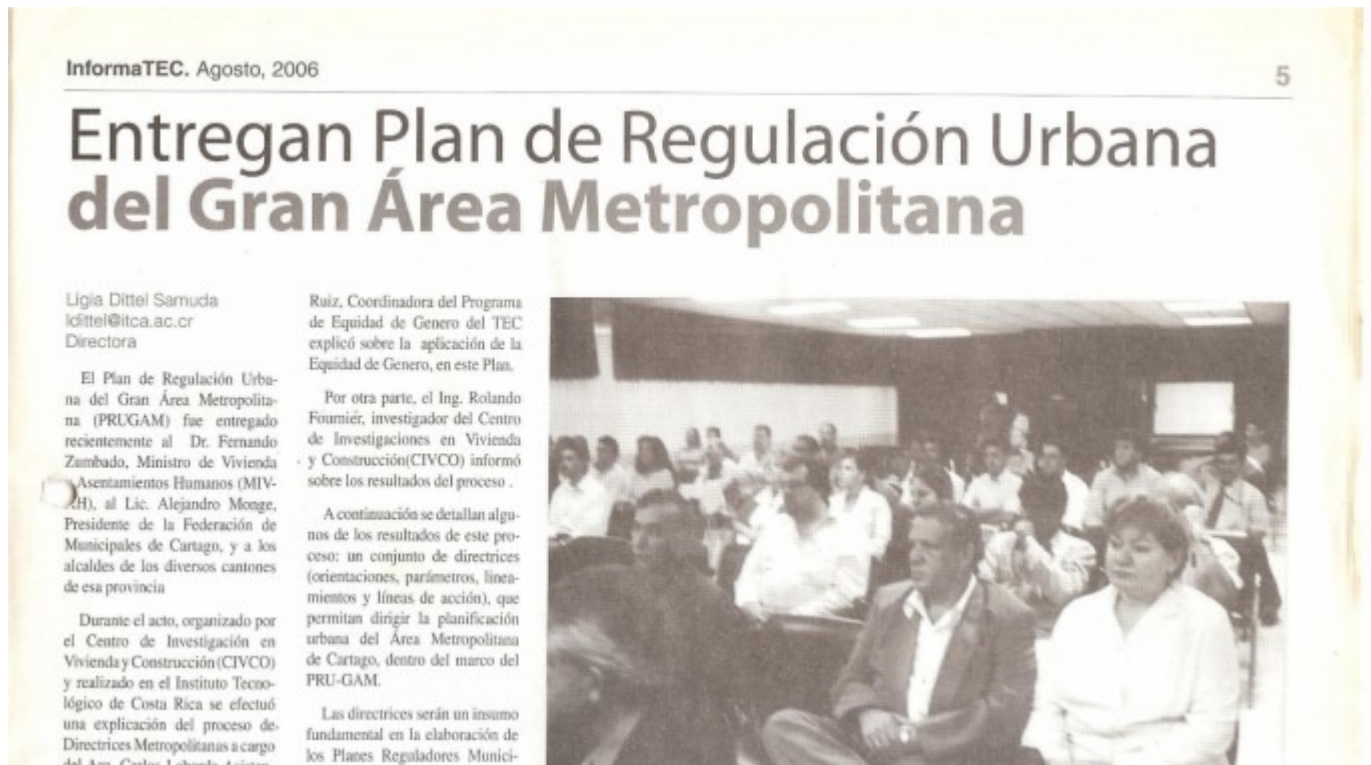 InformaTEC. Agosto, 2006
5
Entregan Plan de Regulación Urbana
del Gran Área Metropolitana
Ligia Dittel Samuda
ldittel@itca.ac.cr
Directora
El Plan de Regulación Urba-
na del Gran Área Metropolita-
na (PRUGAM) fue entregado
recientemente al Dr. Fernando
Zumbado, Ministro de Vivienda
Asentamientos Humanos (MIV-
AH), al Lic. Alejandro Monge,
Presidente de la Federación de
Municipales de Cartago, y a los
alcaldes de los diversos cantones
de esa provincia
Durante el acto, organizado por
el Centro de Investigación en
Vivienda y Construcción (CIVCO)
y realizado en el Instituto Tecno-
lógico de Costa Rica se efectuó
una explicación del proceso de
Directrices Metropolitanas a cargo
del Arq. Carlos
Ruiz, Coordinadora del Programa
de Equidad de Genero del TEC
explicó sobre la aplicación de la
Equidad de Genero, en este Plan.
Por otra parte, el Ing. Rolando
Fournier, investigador del Centro
de Investigaciones en Vivienda
y Construcción(CIVCO) informó
sobre los resultados del proceso .
A continuación se detallan algu-
nos de los resultados de este pro-
ceso: un conjunto de directrices
(orientaciones, parámetros, linea-
mientos y líneas de acción), que
permitan dirigir la planificación
urbana del Área Metropolitana
de Cartago, dentro del marco del
PRU-GAM.
Las directrices serán un insumo
fundamental en la elaboración de
los Planes Reguladores Munici-